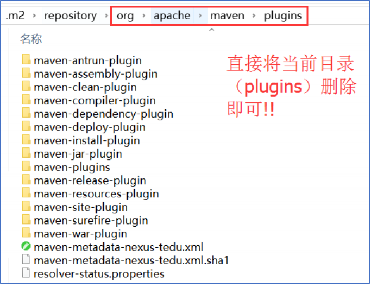 .m2 › repository › org › apache › maven › plugins
名称
maven-antrun-plugin
maven-assembly-plugin
maven-clean-plugin
maven-compiler-plugin
maven-dependency-plugin
maven-deploy-plugin
maven-install-plugin
maven-jar-plugin
maven-plugins
maven-release-plugin
maven-resources-plugin
maven-site-plugin
maven-surefire-plugin
maven-war-plugin
maven-metadata-nexus-tedu.xml
maven-metadata-nexus-tedu.xml.sha1
resolver-status.properties
直接将当前目录
（plugins）删除
即可!!